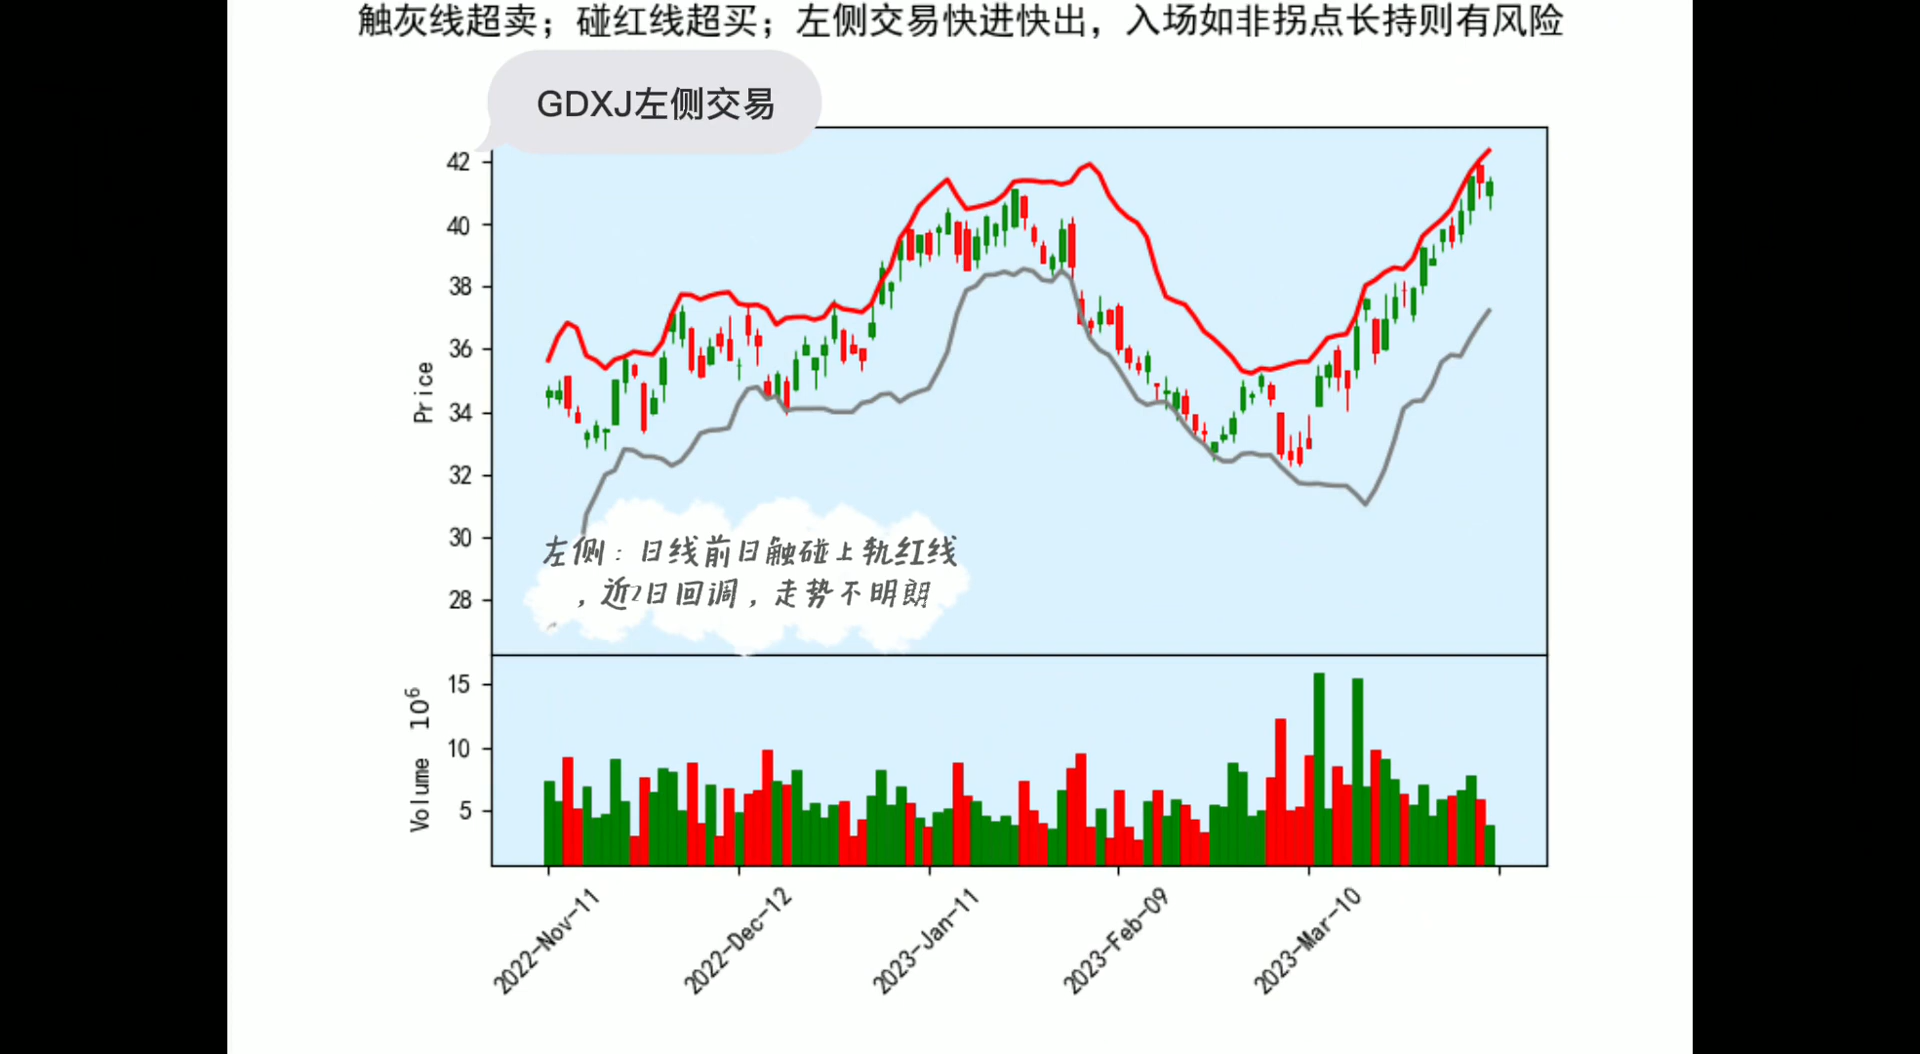 触灰线超卖；碰红线超买；左侧交易快进快出，入场如非拐点长持则有风险
GDXJ左侧交易
42
40
38
36
34
32
30
28
Price
左侧：日线前日触碰上轨红线
，近2日回调，走势不明朗
15
10
5
Volume 10⁶
2022-Nov-11
2022-Dec-12
2023-Jan-11
2023-Feb-09
2023-Mar-10